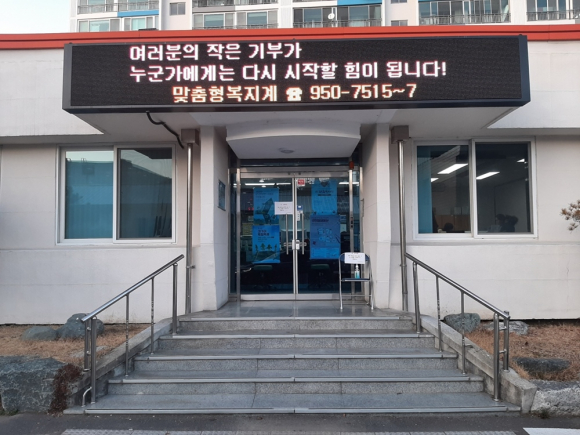 여러분의 작은 기부가
누군가에게는 다시 시작할 힘이 됩니다!
맞춤형복지계 ☎ 950-7515~7